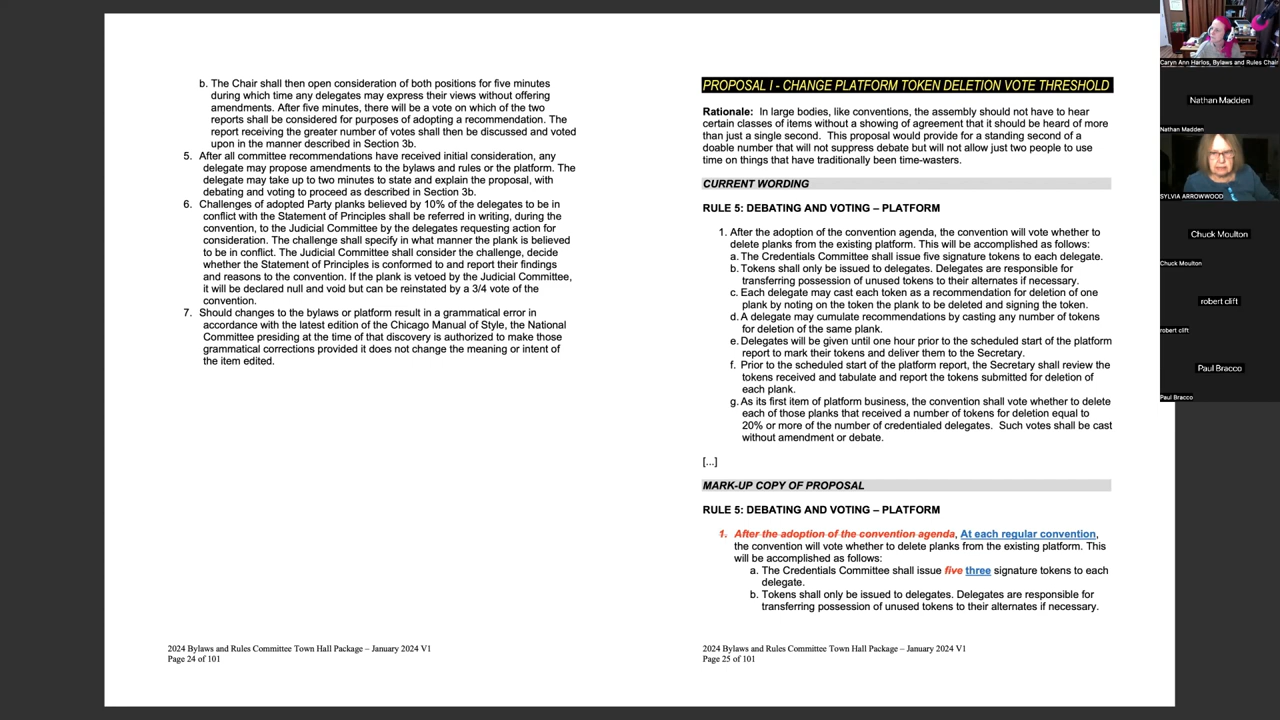 b. The Chair shall then open consideration of both positions for five minutes
during which time any delegates may express their views without offering
amendments. After five minutes, there will be a vote on which of the two
reports shall be considered for purposes of adopting a recommendation. The
report receiving the greater number of votes shall then be discussed and voted
upon in the manner described in Section 3b.
5. After all committee recommendations have received initial consideration, any
delegate may propose amendments to the bylaws and rules or the platform. The
delegate may take up to two minutes to state and explain the proposal, with
debating and voting to proceed as described in Section 3b.
6. Challenges of adopted Party planks believed by 10% of the delegates to be in
conflict with the Statement of Principles shall be referred in writing, during the
convention, to the Judicial Committee by the delegates requesting action for
consideration. The challenge shall specify in what manner the plank is believed
to be in conflict. The Judicial Committee shall consider the challenge, decide
whether the Statement of Principles is conformed to and report their findings
and reasons to the convention. If the plank is vetoed by the Judicial Committee,
it will be declared null and void but can be reinstated by a 3/4 vote of the
convention.
7. Should changes to the bylaws or platform result in a grammatical error in
accordance with the latest edition of the Chicago Manual of Style, the National
Committee presiding at the time of that discovery is authorized to make those
grammatical corrections provided it does not change the meaning or intent of
the item edited.
2024 Bylaws and Rules Committee Town Hall Package – January 2024 V1
Page 24 of 101
PROPOSAL I - CHANGE PLATFORM TOKEN DELETION VOTE THRESHOLD
Rationale: In large bodies, like conventions, the assembly should not have to hear
certain classes of items without a showing of agreement that it should be heard of more
than just a single second. This proposal would provide for a standing second of a
doable number that will not suppress debate but will not allow just two people to use
time on things that have traditionally been time-wasters.
CURRENT WORDING
RULE 5: DEBATING AND VOTING – PLATFORM
1. After the adoption of the convention agenda, the convention will vote whether to
delete planks from the existing platform. This will be accomplished as follows:
a. The Credentials Committee shall issue five signature tokens to each delegate.
b. Tokens shall only be issued to delegates. Delegates are responsible for
transferring possession of unused tokens to their alternates if necessary.
c. Each delegate may cast each token as a recommendation for deletion of one
plank by noting on the token the plank to be deleted and signing the token.
d. A delegate may cumulate recommendations by casting any number of tokens
for deletion of the same plank.
e. Delegates will be given until one hour prior to the scheduled start of the platform
report to mark their tokens and deliver them to the Secretary.
f. Prior to the scheduled start of the platform report, the Secretary shall review the
tokens received and tabulate and report the tokens submitted for deletion of
each plank.
g. As its first item of platform business, the convention shall vote whether to delete
each of those planks that received a number of tokens for deletion equal to
20% or more of the number of credentialed delegates. Such votes shall be cast
without amendment or debate.
[...]
MARK-UP COPY OF PROPOSAL
RULE 5: DEBATING AND VOTING – PLATFORM
1. After the adoption of the convention agenda, At each regular convention,
the convention will vote whether to delete planks from the existing platform. This
will be accomplished as follows:
a. The Credentials Committee shall issue five three signature tokens to each
delegate.
b. Tokens shall only be issued to delegates. Delegates are responsible for
transferring possession of unused tokens to their alternates if necessary.
2024 Bylaws and Rules Committee Town Hall Package – January 2024 V1
Page 25 of 101
Caryn Ann Harlos, Bylaws and Rules Chair
Nathan Madden
Nathan Madden
SYLVIA ARROWWOOD
Chuck Moulton
Chuck Moulton
robert clift
robert clift
Paul Bracco
Paul Bracco